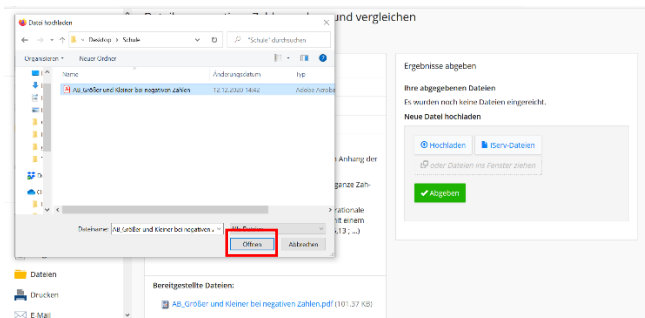 und vergleichen
Datei hochladen
Desktop › Schule
"Schule" durchsuchen
Organisieren
Neuer Ordner
Name
Änderungsdatum
Typ
AB_Größer und Kleiner bei negativen Zahlen
12.12.2020 14:42
Adobe Acroba
Dateiname:
AB_Größer und Kleiner bei negativen
Öffnen
Abbrechen
n Anhang der
ganze Zah-
rationale
mit einem
,13 ; ...)
Dateien
Drucken
E-Mail
Bereitgestellte Dateien:
AB_Größer und Kleiner bei negativen Zahlen.pdf (101.37 KB)
Ergebnisse abgeben
Ihre abgegebenen Dateien
Es wurden noch keine Dateien eingereicht.
Neue Datei hochladen
Hochladen
IServ-Dateien
oder Dateien ins Fenster ziehen
Abgeben